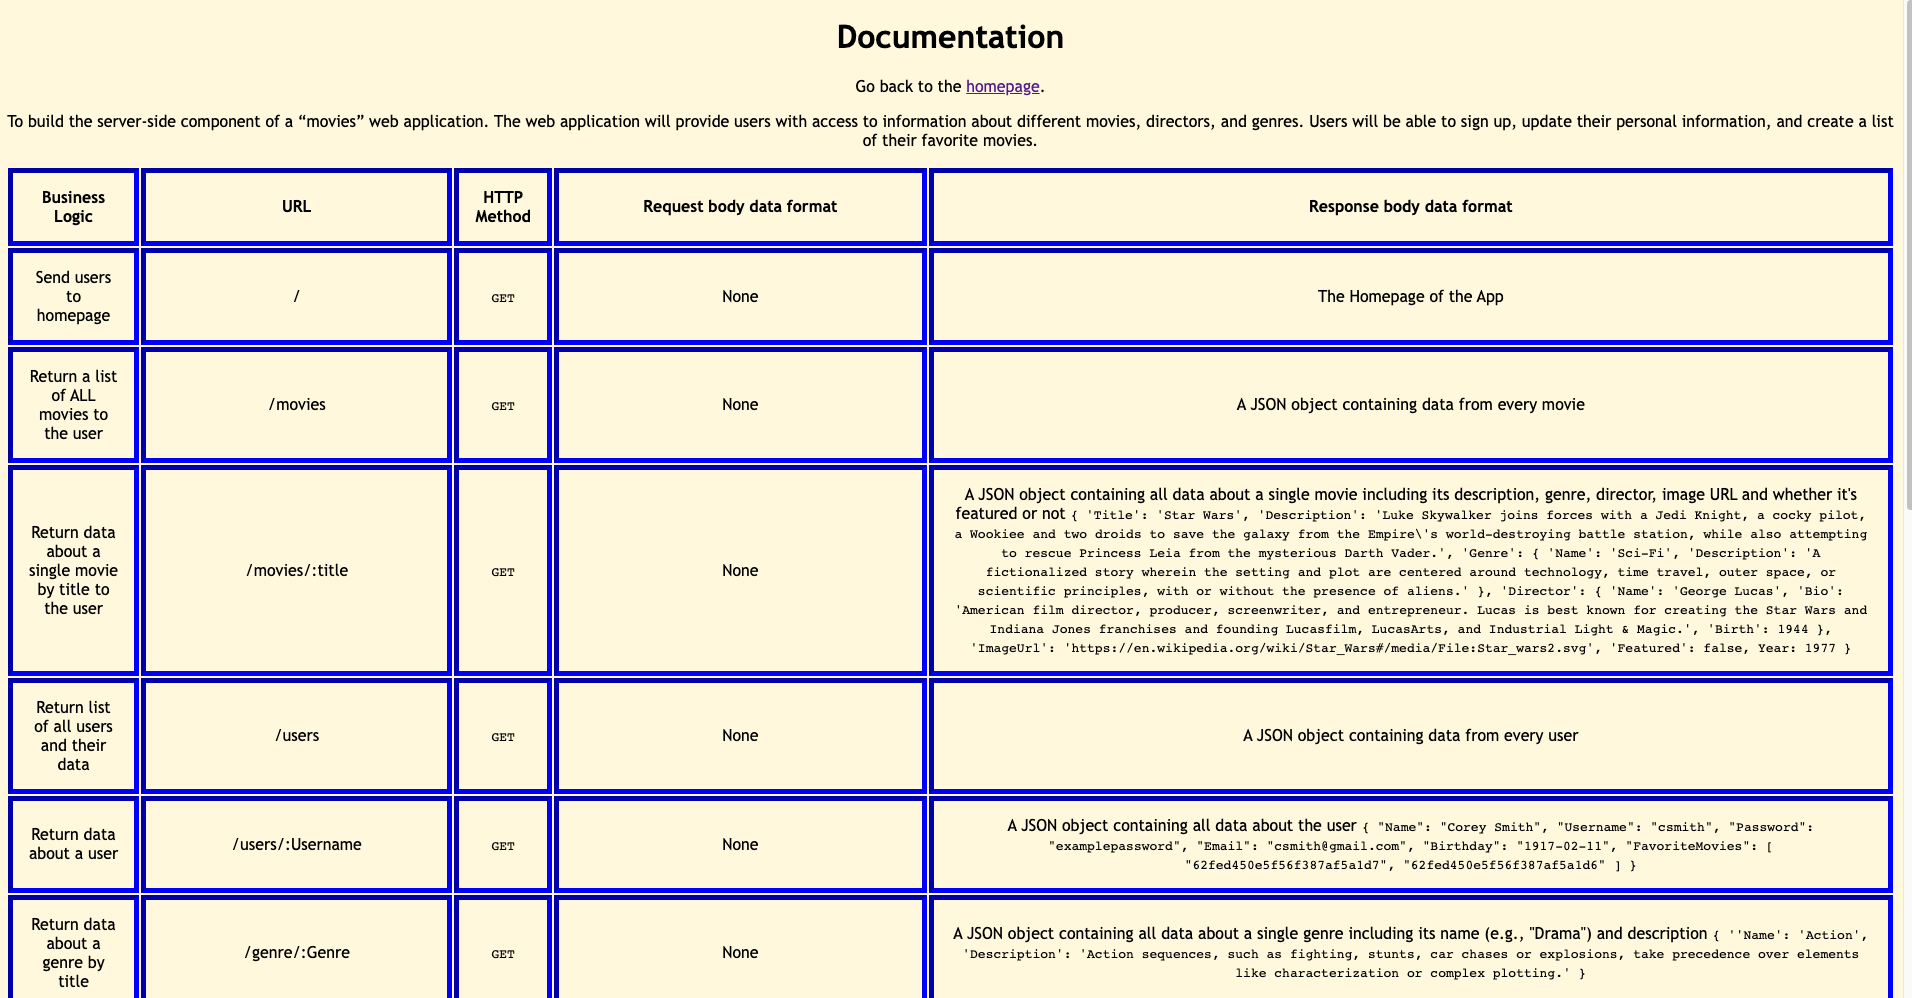 Documentation
Go back to the homepage.
To build the server-side component of a “movies” web application. The web application will provide users with access to information about different movies, directors, and genres. Users will be able to sign up, update their personal information, and create a list
of their favorite movies.
Business
Logic
URL
HTTP
Method
Request body data format
Response body data format
Send users
to
homepage
/
GET
None
The Homepage of the App
Return a list
of ALL
movies to
the user
/movies
GET
None
A JSON object containing data from every movie
Return data
about a
single movie
by title to
the user
/movies/:title
GET
None
A JSON object containing all data about a single movie including its description, genre, director, image URL and whether it's
featured or not { 'Title': 'Star Wars', 'Description': 'Luke Skywalker joins forces with a Jedi Knight, a cocky pilot,
a Wookiee and two droids to save the galaxy from the Empire\'s world-destroying battle station, while also attempting
to rescue Princess Leia from the mysterious Darth Vader.', 'Genre': { 'Name': 'Sci-Fi', 'Description': 'A
fictionalized story wherein the setting and plot are centered around technology, time travel, outer space, or
scientific principles, with or without the presence of aliens.' }, 'Director': { 'Name': 'George Lucas', 'Bio':
'American film director, producer, screenwriter, and entrepreneur. Lucas is best known for creating the Star Wars and
Indiana Jones franchises and founding Lucasfilm, LucasArts, and Industrial Light & Magic.', 'Birth': 1944 },
'ImageUrl': 'https://en.wikipedia.org/wiki/Star_Wars#/media/File:Star_wars2.svg', 'Featured': false, Year: 1977 }
Return list
of all users
and their
data
/users
GET
None
A JSON object containing data from every user
Return data
about a user
/users/:Username
GET
None
A JSON object containing all data about the user { "Name": "Corey Smith", "Username": "csmith", "Password":
"examplepassword", "Email": "csmith@gmail.com", "Birthday": "1917-02-11", "FavoriteMovies": [
"62fed450e5f56f387af5a1d7", "62fed450e5f56f387af5a1d6" ] }
Return data
about a
genre by
title
/genre/:Genre
GET
None
A JSON object containing all data about a single genre including its name (e.g., "Drama") and description { ''Name': 'Action',
'Description': 'Action sequences, such as fighting, stunts, car chases or explosions, take precedence over elements
like characterization or complex plotting.' }